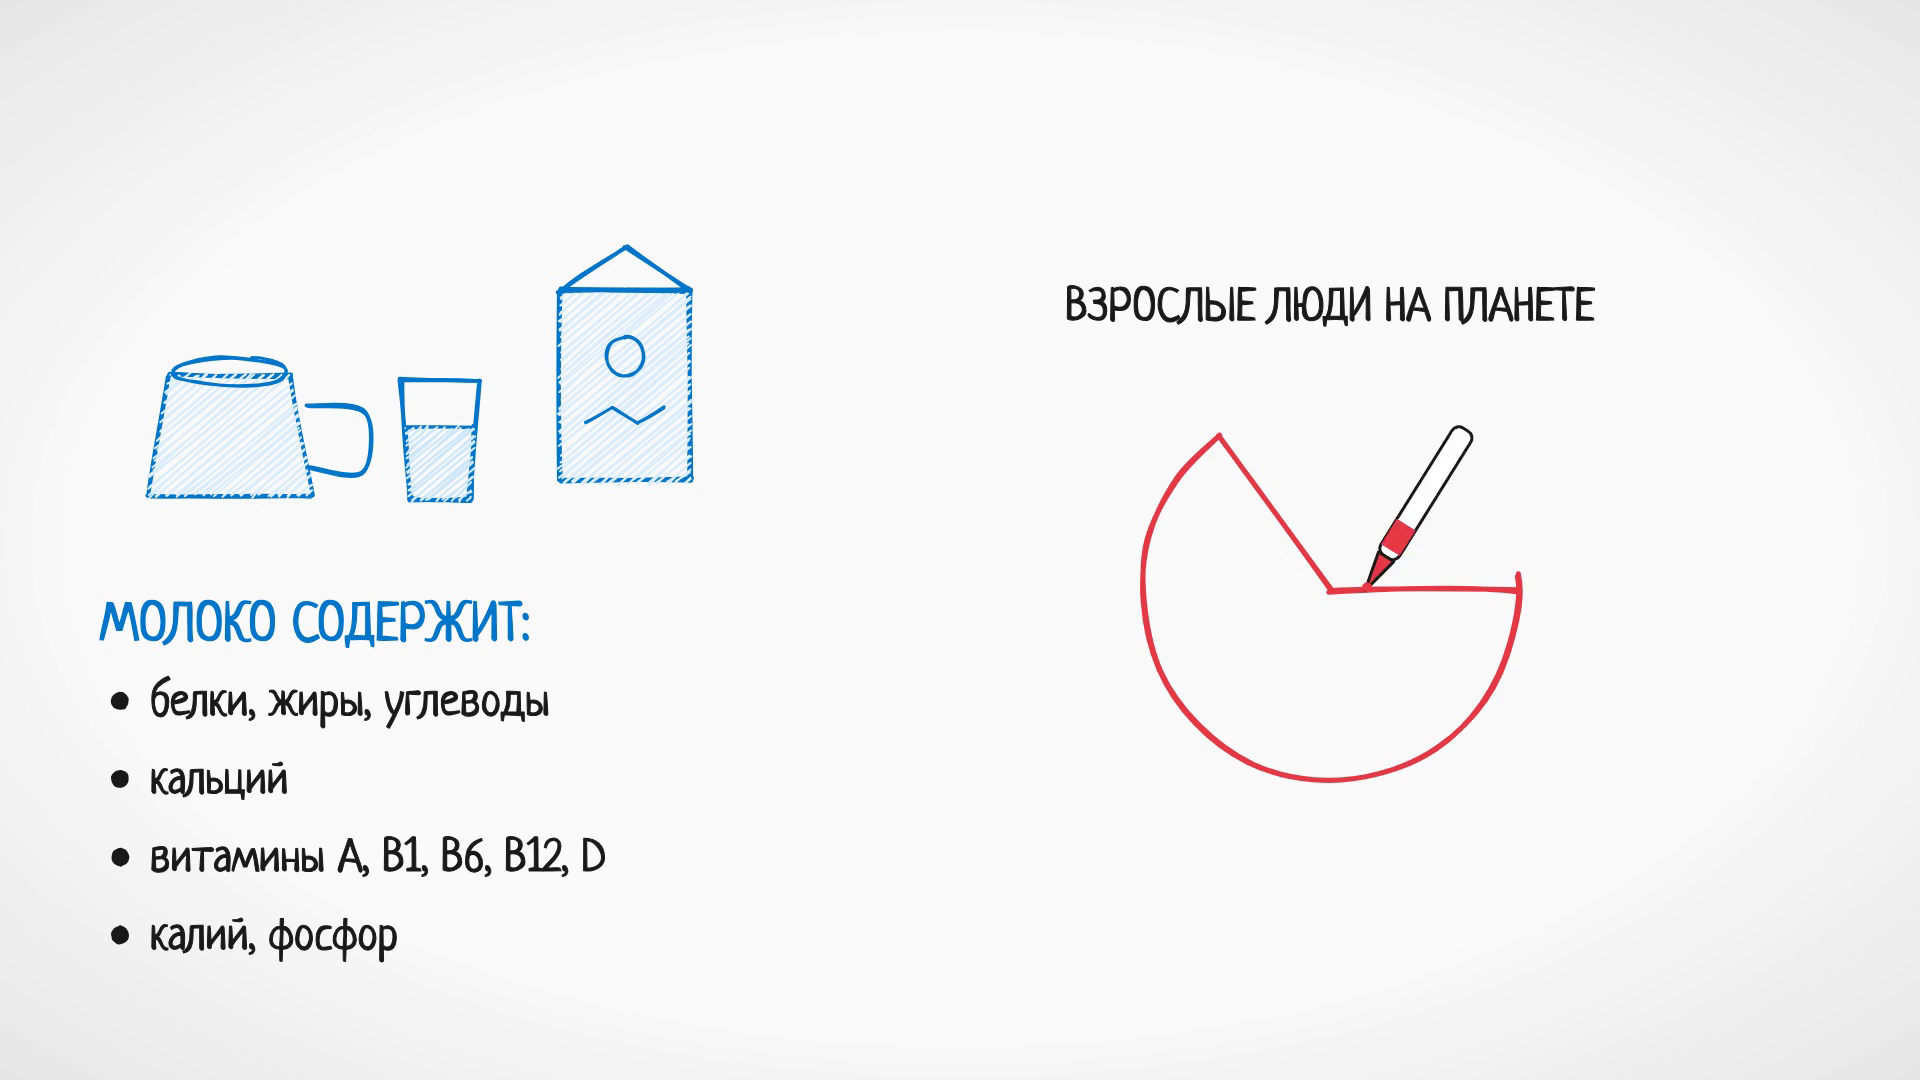 МОЛОКО СОДЕРЖИТ:
• белки, жиры, углеводы
• кальций
• витамины A, B1, B6, B12, D
• калий, фосфор
ВЗРОСЛЫЕ ЛЮДИ НА ПЛАНЕТЕ